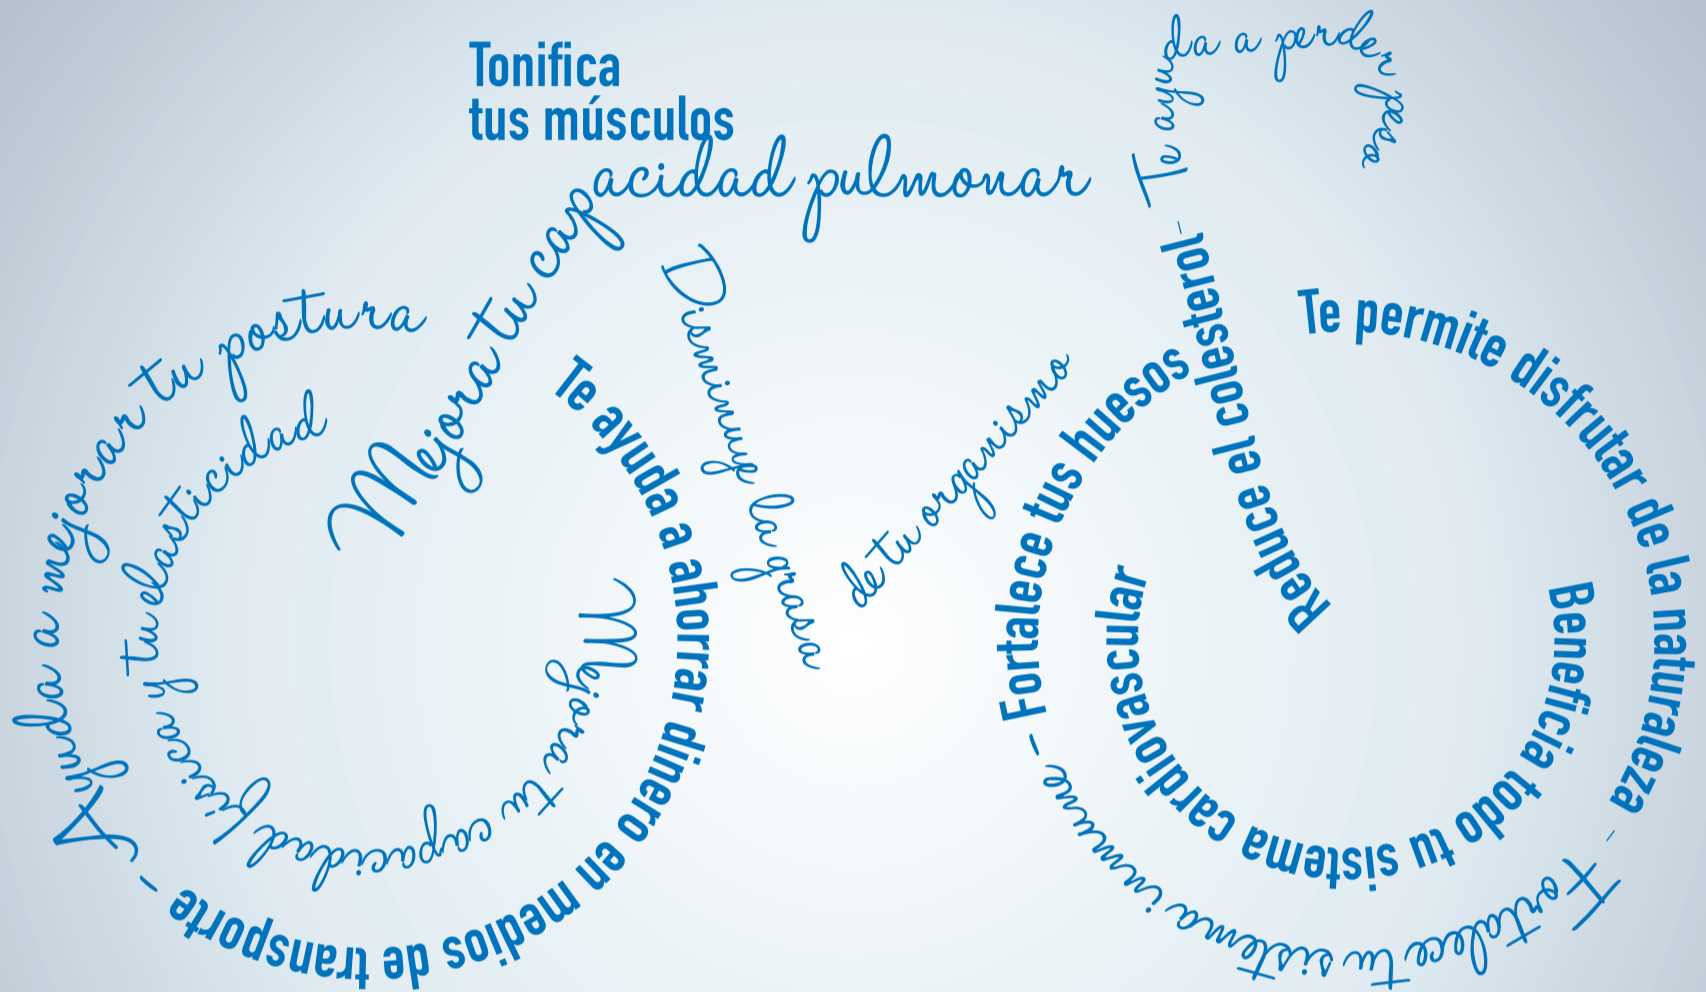 Tonifica
tus músculos
Mejora tu capacidad pulmonar
Te ayuda a perder peso
Reduce el colesterol -
Disminuye la grasa
de tu organismo
Te ayuda a ahorrar dinero en medios de transporte -
Ayuda a mejorar tu postura
Mejora tu capacidad física y tu elasticidad
Te permite disfrutar de la naturaleza -
Fortalece tu sistema inmune -
Fortalece tus huesos
Beneficia todo tu sistema cardiovascular